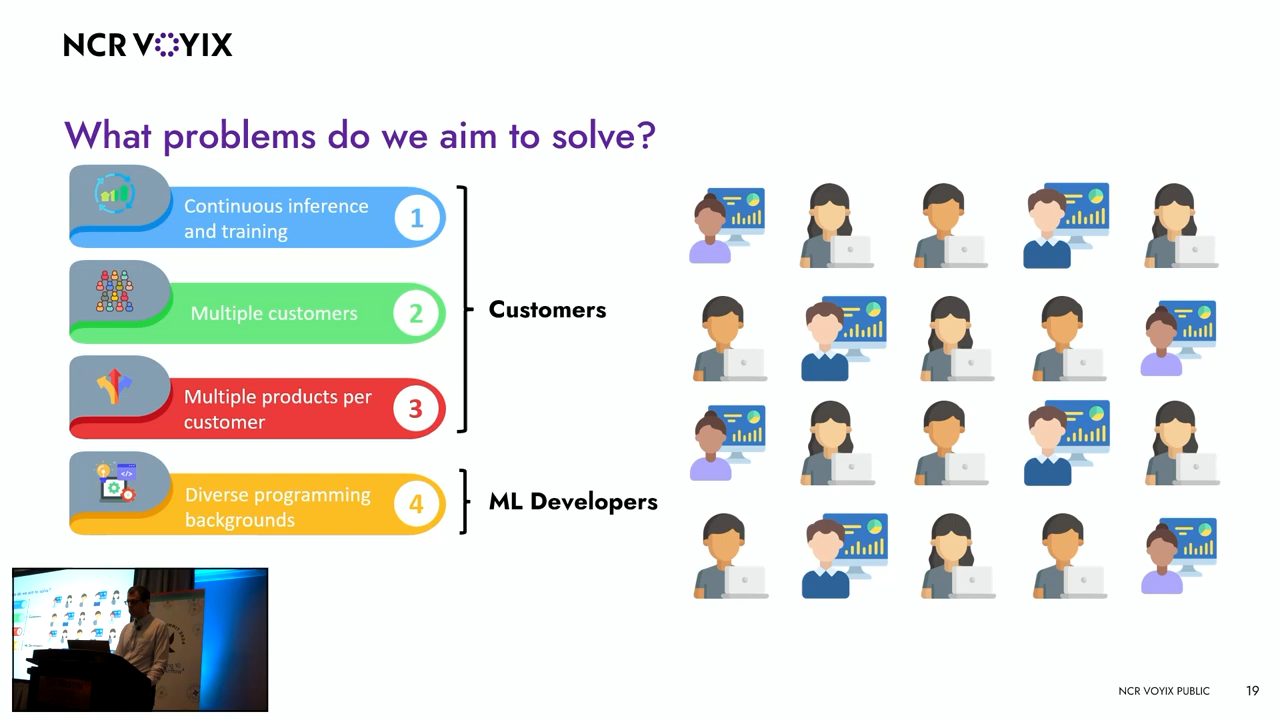 NCR VOYIX
What problems do we aim to solve?
Continuous inference
and training
1
Multiple customers
2
Multiple products per
customer
3
Customers
Diverse programming
backgrounds
4
ML Developers
NCR VOYIX PUBLIC
19